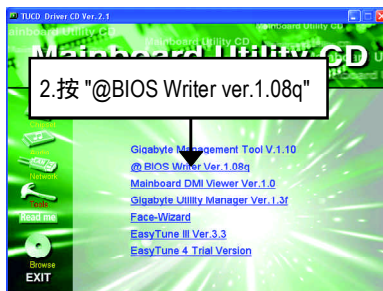 TUCD Driver CD Ver.2.1
Mainboard Utility CD
2.按 "@BIOS Writer ver.1.08q"
Network
Tools
Read me
Browse
EXIT
Gigabyte Management Tool V.1.10
@BIOS Writer Ver.1.08q
Mainboard DMI Viewer Ver.1.0
Gigabyte Utility Manager Ver.1.3f
Face-Wizard
EasyTune III Ver.3.3
EasyTune 4 Trial Version